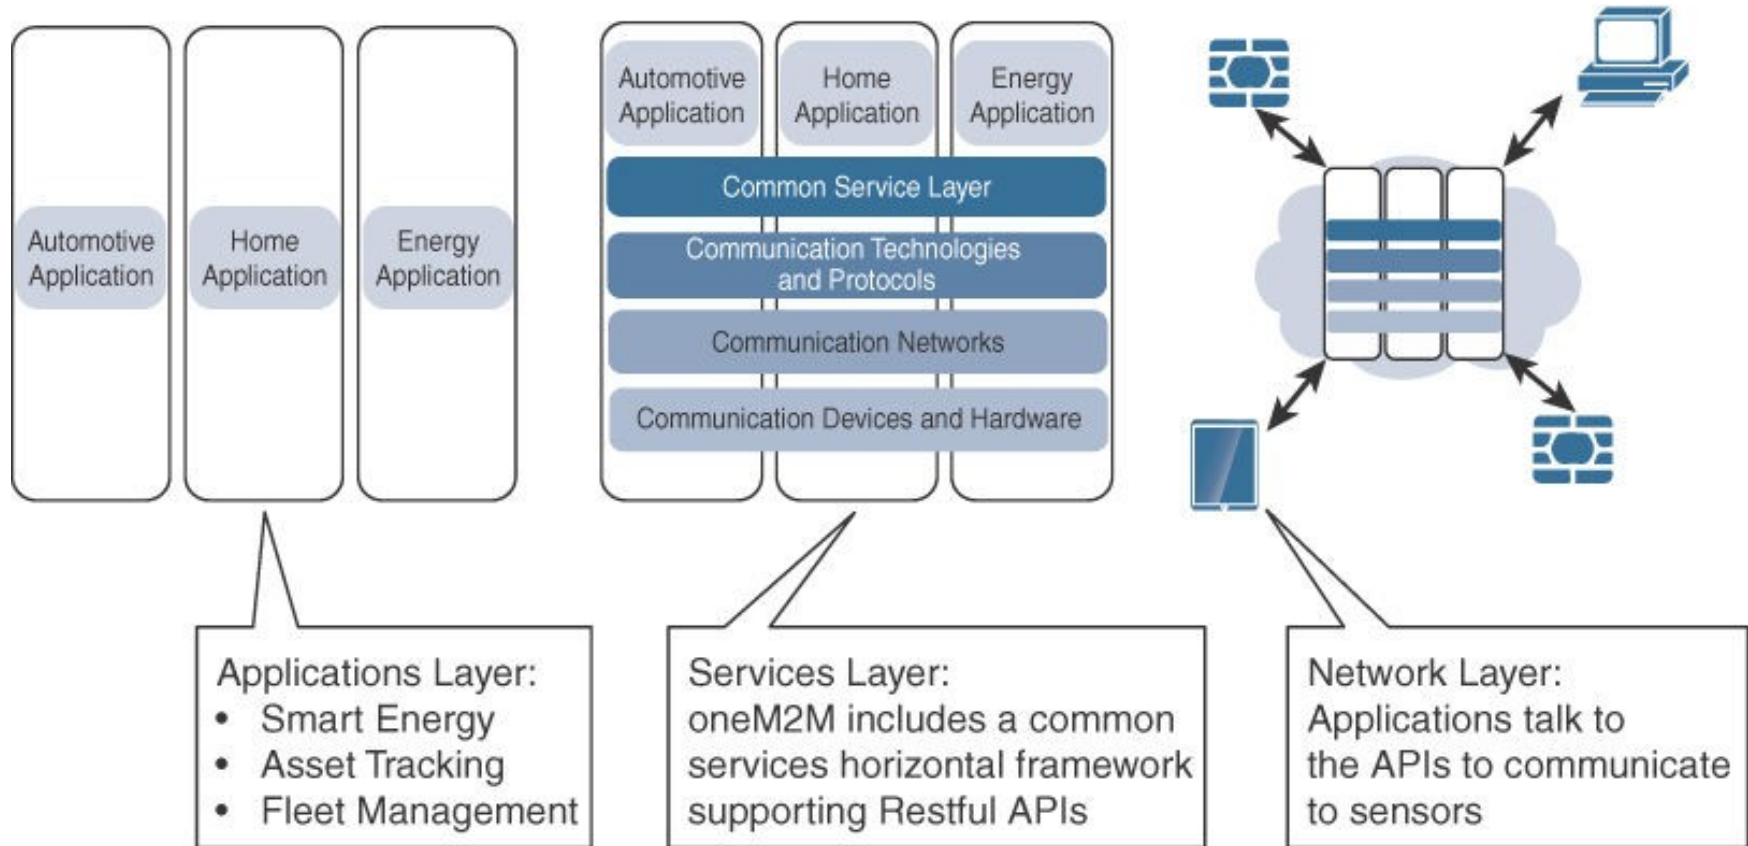 Automotive
Application
Home
Application
Energy
Application
Automotive
Application
Home
Application
Energy
Application
Common Service Layer
Communication Technologies
and Protocols
Communication Networks
Communication Devices and Hardware
Applications Layer:
• Smart Energy
• Asset Tracking
• Fleet Management
Services Layer:
oneM2M includes a common
services horizontal framework
supporting Restful APIs
Network Layer:
Applications talk to
the APIs to communicate
to sensors